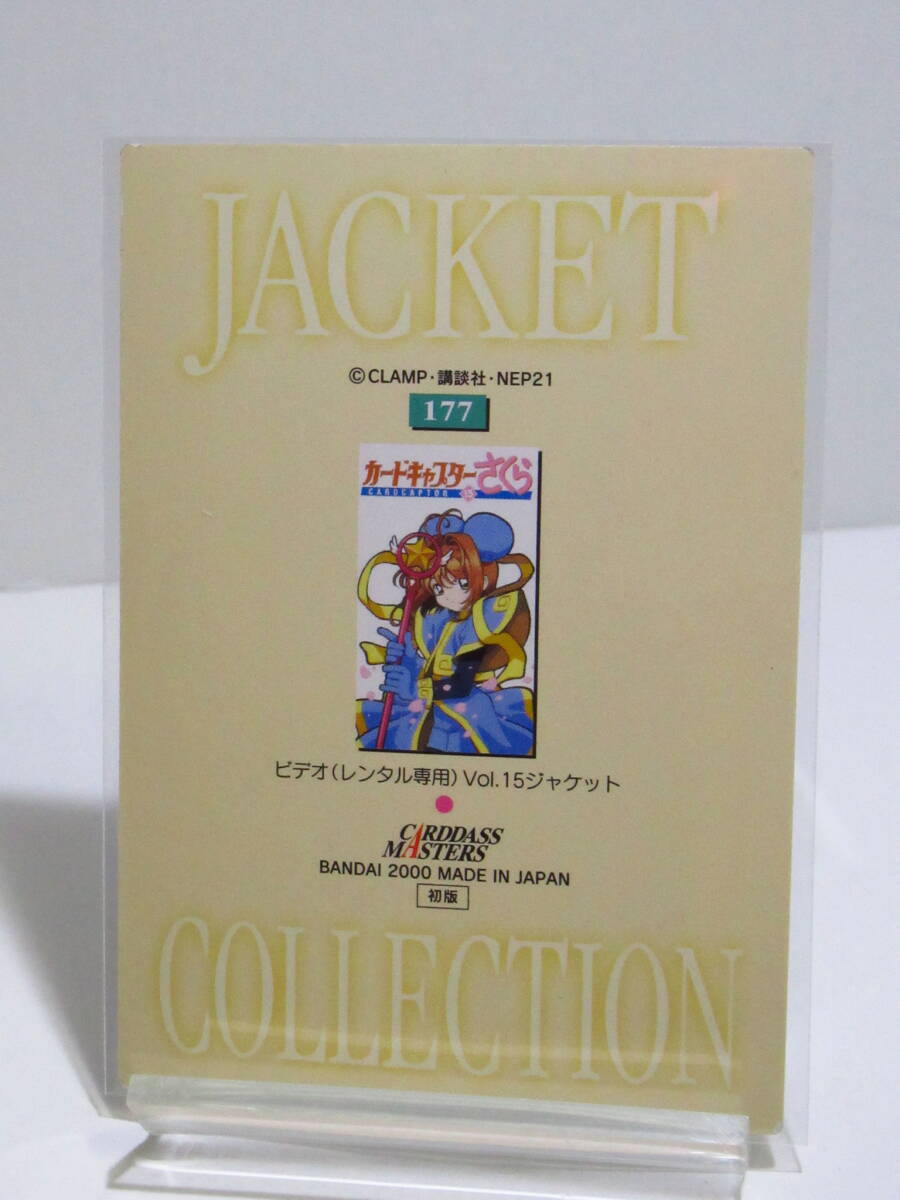 JACKET
©CLAMP・講談社・NEP21
177
カードキャプター さくら
CARDCAPTOR 15
ビデオ(レンタル専用) Vol.15ジャケット
CARDDASS
MASTERS
BANDAI 2000 MADE IN JAPAN
初版
COLLECTION